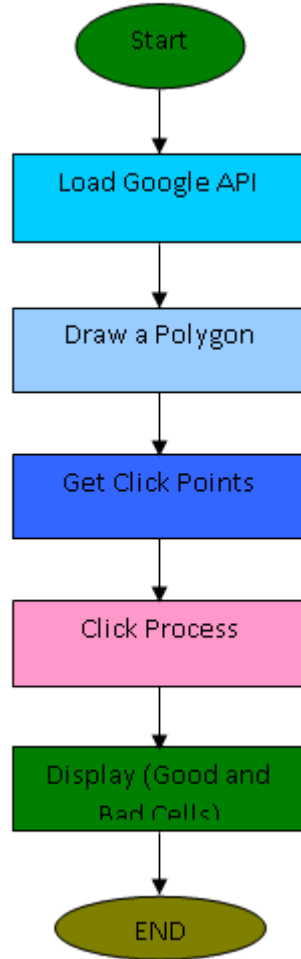 Start
Load Google API
Draw a Polygon
Get Click Points
Click Process
Display (Good and
Bad Cells)
END